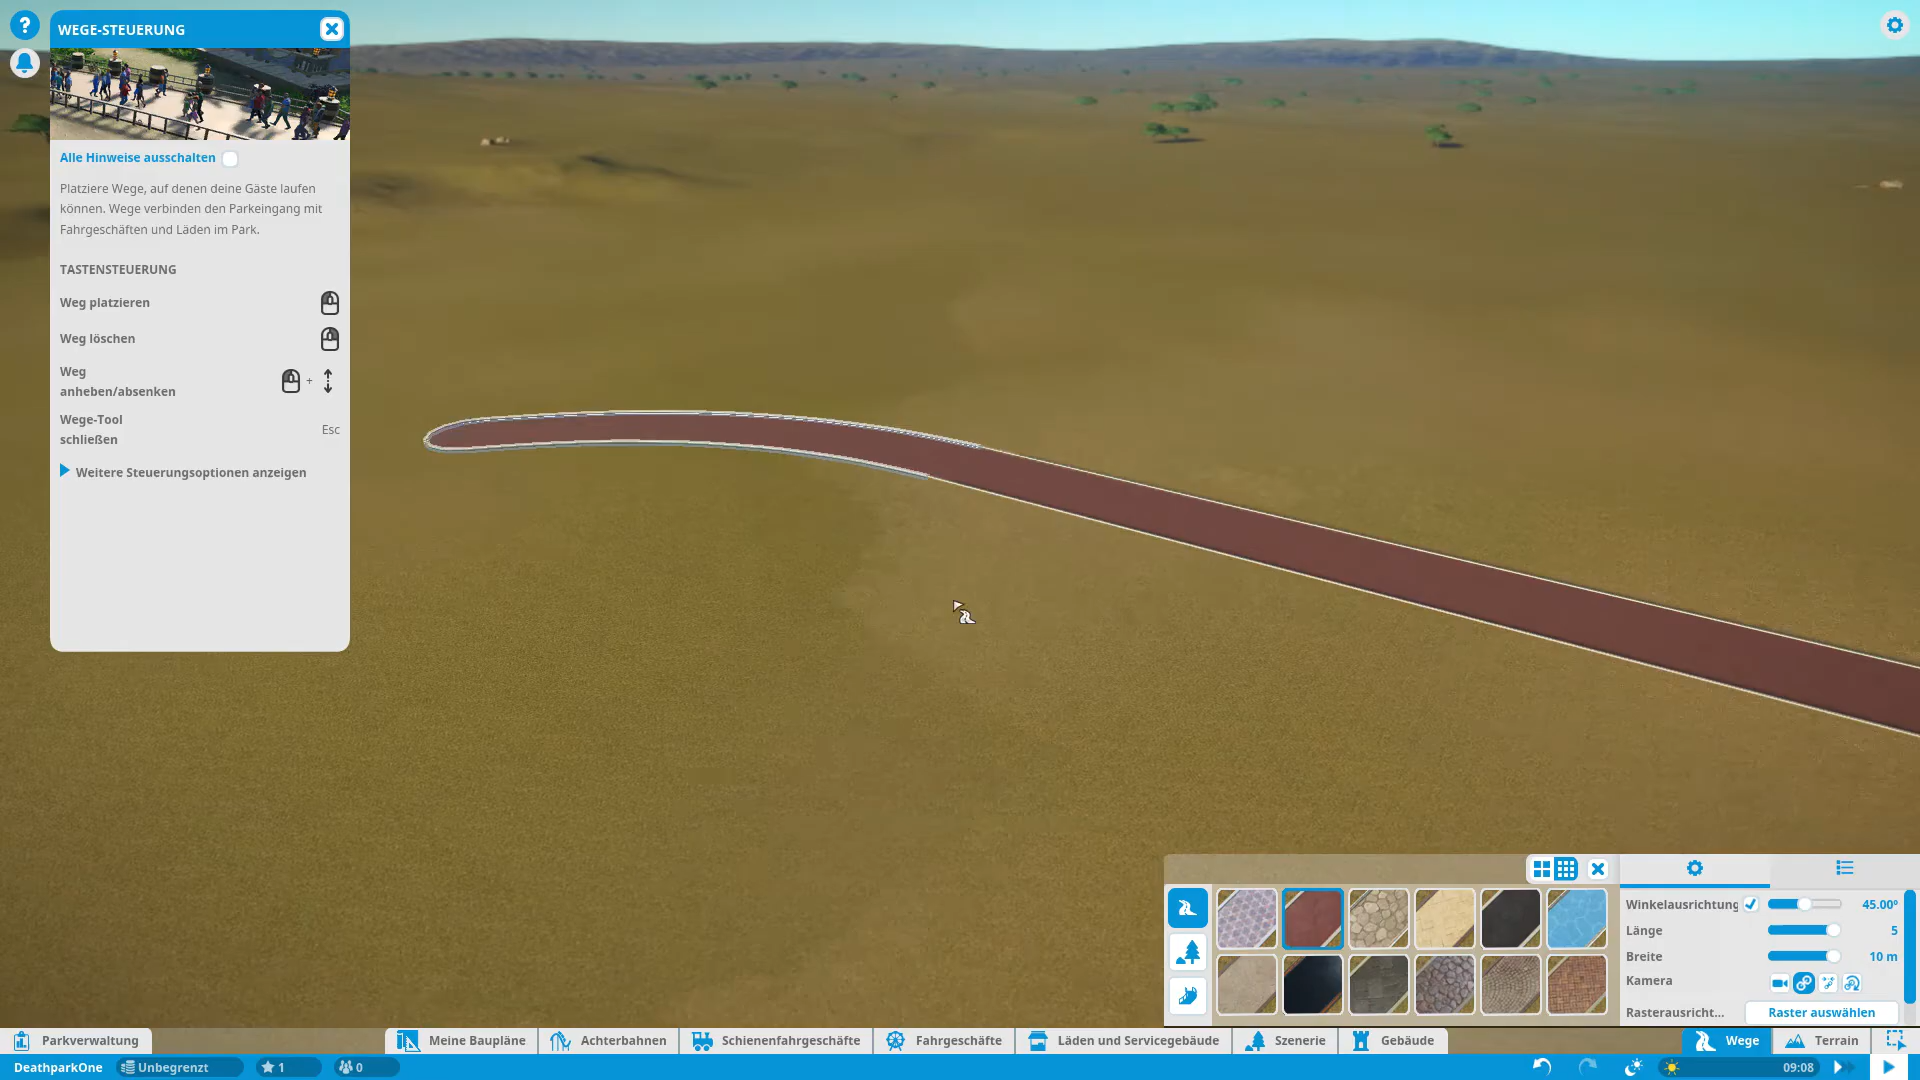 ?
WEGE-STEUERUNG
Alle Hinweise ausschalten
Platziere Wege, auf denen deine Gäste laufen
können. Wege verbinden den Parkeingang mit
Fahrgeschäften und Läden im Park.
TASTENSTEUERUNG
Weg platzieren
Weg löschen
Weg
anheben/absenken
+
Wege-Tool
schließen
Esc
Weitere Steuerungsoptionen anzeigen
Winkelausrichtung
45.00°
Länge
5
Breite
10 m
Kamera
Rasterausricht...
Raster auswählen
Parkverwaltung
Meine Baupläne
Achterbahnen
Schienenfahrgeschäfte
Fahrgeschäfte
Läden und Servicegebäude
Szenerie
Gebäude
Wege
Terrain
DeathparkOne
Unbegrenzt
1
0
09:08